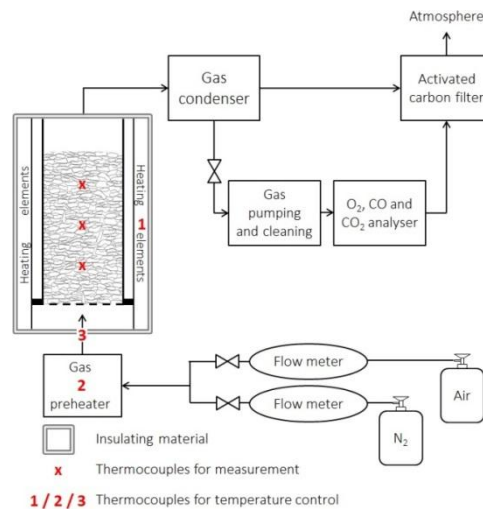 Atmosphere
Gas
condenser
Activated
carbon filter
Heating elements
x
x
x
Heating elements
1
Gas
pumping
and cleaning
O₂, CO and
CO₂ analyser
3
Gas
2
preheater
Flow meter
Flow meter
Air
N₂
Insulating material
x Thermocouples for measurement
1 / 2 / 3 Thermocouples for temperature control